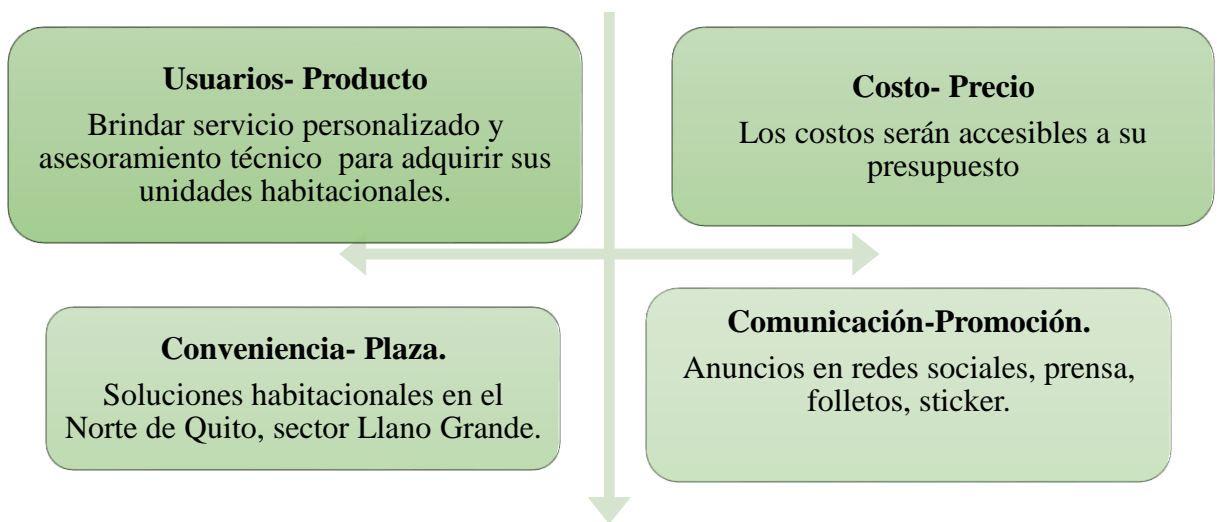 Usuarios- Producto
Brindar servicio personalizado y
asesoramiento técnico  para adquirir sus
unidades habitacionales.
Costo- Precio
Los costos serán accesibles a su
presupuesto
Conveniencia- Plaza.
Soluciones habitacionales en el
Norte de Quito, sector Llano Grande.
Comunicación-Promoción.
Anuncios en redes sociales, prensa,
folletos, sticker.